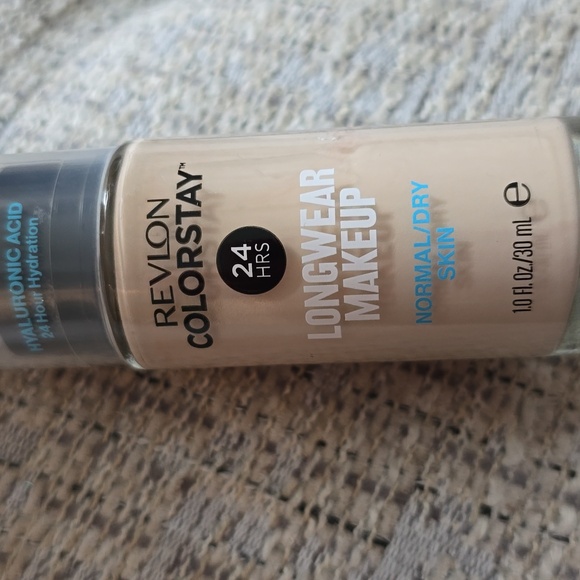 HYALURONIC ACID
24 Hour Hydration
REVLON
COLORSTAY™
24
HRS
LONGWEAR
MAKEUP
NORMAL/DRY
SKIN
1.0 fl. Oz./30 mL ℮